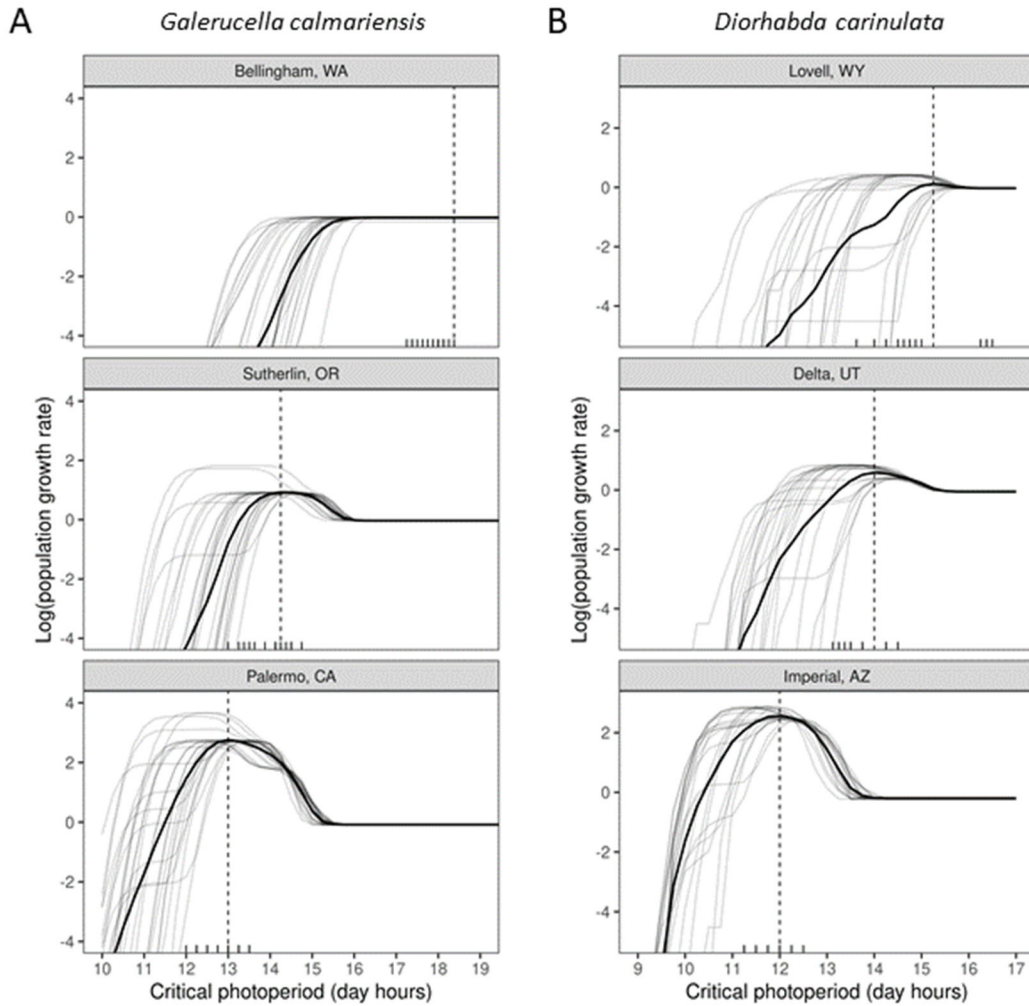 A Galerucella calmariensis
B Diorhabda carinulata
Bellingham, WA
4
2
0
-2
-4
Sutherlin, OR
4
2
0
-2
-4
Palermo, CA
4
2
0
-2
-4
Log(population growth rate)
10 11 12 13 14 15 16 17 18 19
Critical photoperiod (day hours)
Lovell, WY
2
0
-2
-4
Delta, UT
2
0
-2
-4
Imperial, AZ
2
0
-2
-4
Log(population growth rate)
9 10 11 12 13 14 15 16 17
Critical photoperiod (day hours)